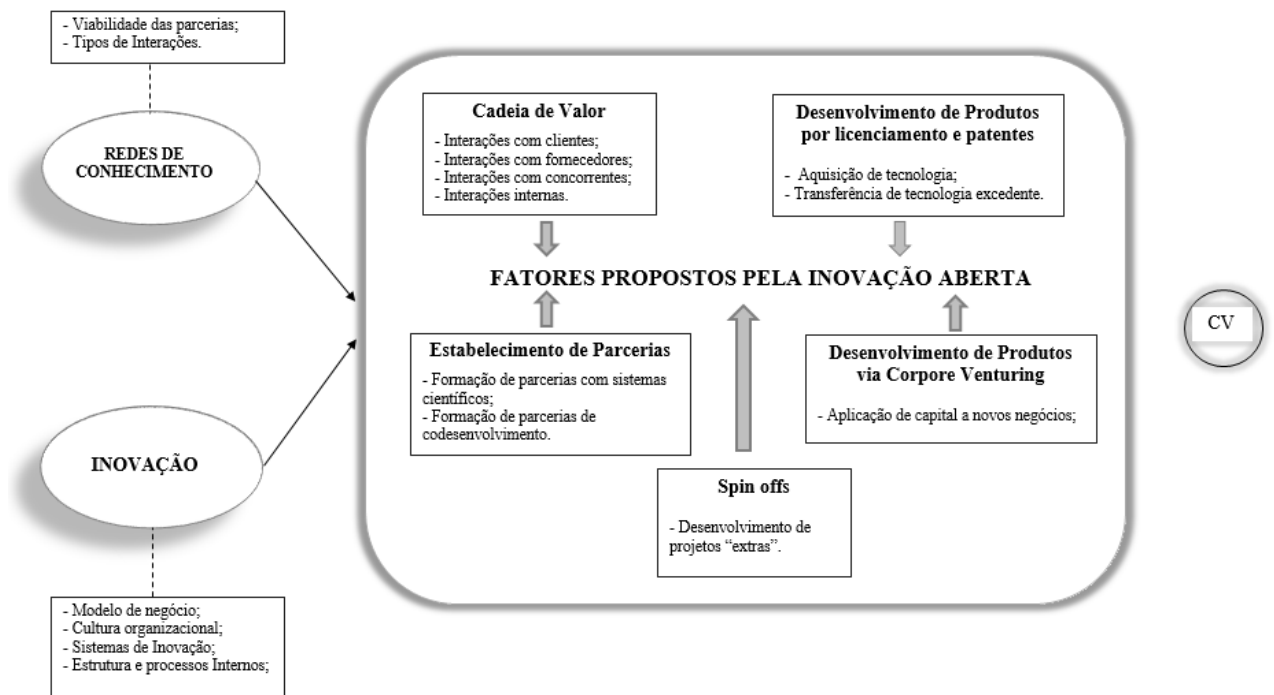 - Viabilidade das parcerias;
- Tipos de Interações.
REDES DE
CONHECIMENTO
INOVAÇÃO
- Modelo de negócio;
- Cultura organizacional;
- Sistemas de Inovação;
- Estrutura e processos Internos;
Cadeia de Valor
- Interações com clientes;
- Interações com fornecedores;
- Interações com concorrentes;
- Interações internas.
Desenvolvimento de Produtos
por licenciamento e patentes
- Aquisição de tecnologia;
- Transferência de tecnologia excedente.
FATORES PROPOSTOS PELA INOVAÇÃO ABERTA
Estabelecimento de Parcerias
- Formação de parcerias com sistemas
científicos;
- Formação de parcerias de
codesenvolvimento.
Desenvolvimento de Produtos
via Corpore Venturing
- Aplicação de capital a novos negócios;
Spin offs
- Desenvolvimento de
projetos “extras”.
CV